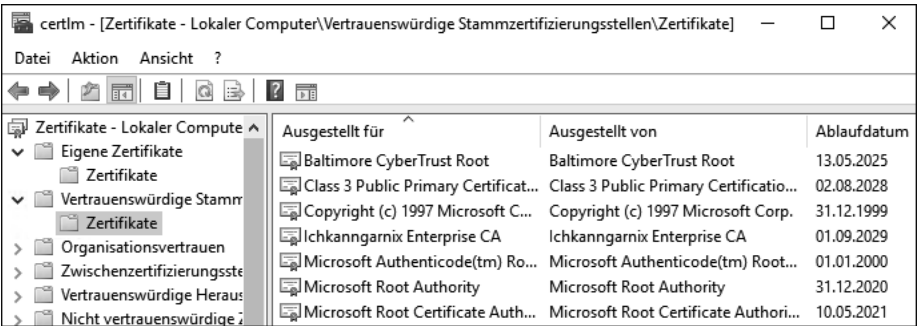 certlm - [Zertifikate - Lokaler Computer\Vertrauenswürdige Stammzertifizierungsstellen\Zertifikate]
Datei Aktion Ansicht ?
Zertifikate - Lokaler Compute
Eigene Zertifikate
Zertifikate
Vertrauenswürdige Stamm
Zertifikate
Organisationsvertrauen
Zwischenzertifizierungsste
Vertrauenswürdige Heraus
Nicht vertrauenswürdige Z
Ausgestellt für Ausgestellt von Ablaufdatum
Baltimore CyberTrust Root Baltimore CyberTrust Root 13.05.2025
Class 3 Public Primary Certificat... Class 3 Public Primary Certificatio... 02.08.2028
Copyright (c) 1997 Microsoft C... Copyright (c) 1997 Microsoft Corp. 31.12.1999
Ichkanngarnix Enterprise CA Ichkanngarnix Enterprise CA 01.09.2029
Microsoft Authenticode(tm) Ro... Microsoft Authenticode(tm) Root... 01.01.2000
Microsoft Root Authority Microsoft Root Authority 31.12.2020
Microsoft Root Certificate Auth... Microsoft Root Certificate Authori... 10.05.2021